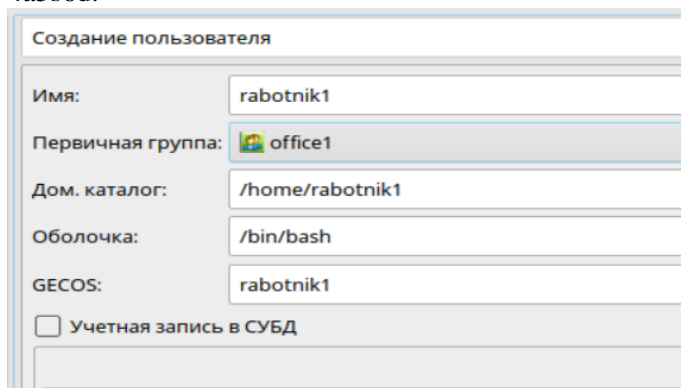 Создание пользователя
Имя: rabotnik1
Первичная группа: office1
Дом. каталог: /home/rabotnik1
Оболочка: /bin/bash
GECOS: rabotnik1
Учетная запись в СУБД